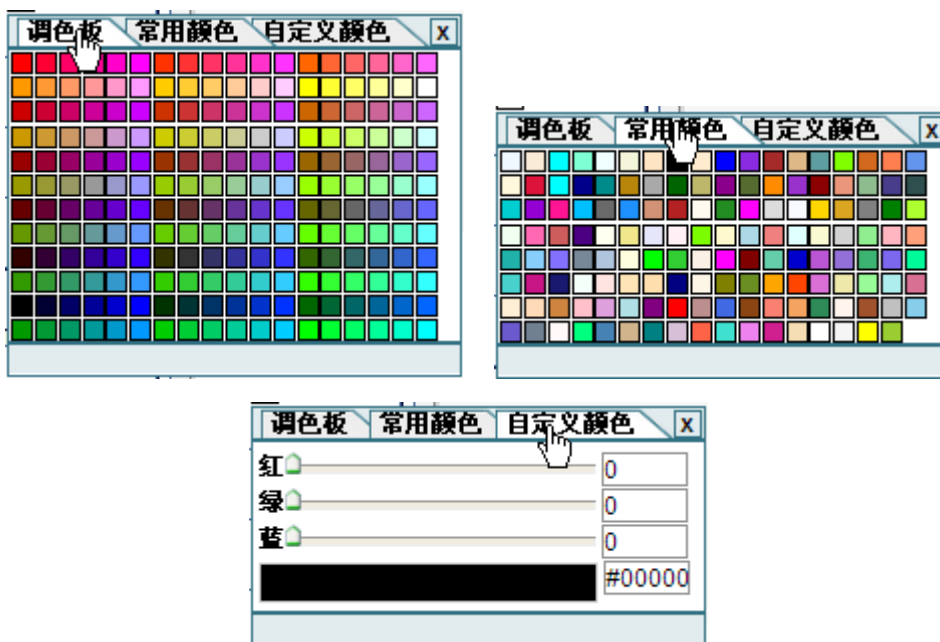 调色板 常用颜色 自定义颜色 x
调色板 常用颜色 自定义颜色 x
调色板 常用颜色 自定义颜色 x
红 0
绿 0
蓝 0
#00000